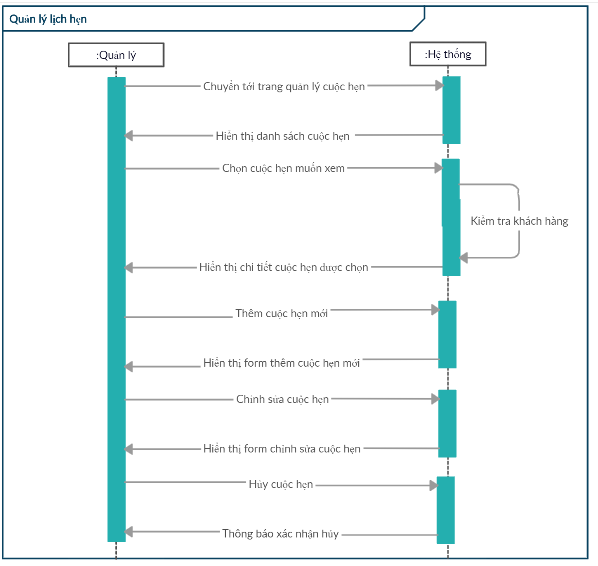 Quản lý lịch hẹn
:Quản lý
:Hệ thống
Chuyển tới trang quản lý cuộc hẹn
Hiển thị danh sách cuộc hẹn
Chọn cuộc hẹn muốn xem
Kiểm tra khách hàng
Hiển thị chi tiết cuộc hẹn được chọn
Thêm cuộc hẹn mới
Hiển thị form thêm cuộc hẹn mới
Chỉnh sửa cuộc hẹn
Hiển thị form chỉnh sửa cuộc hẹn
Hủy cuộc hẹn
Thông báo xác nhận hủy